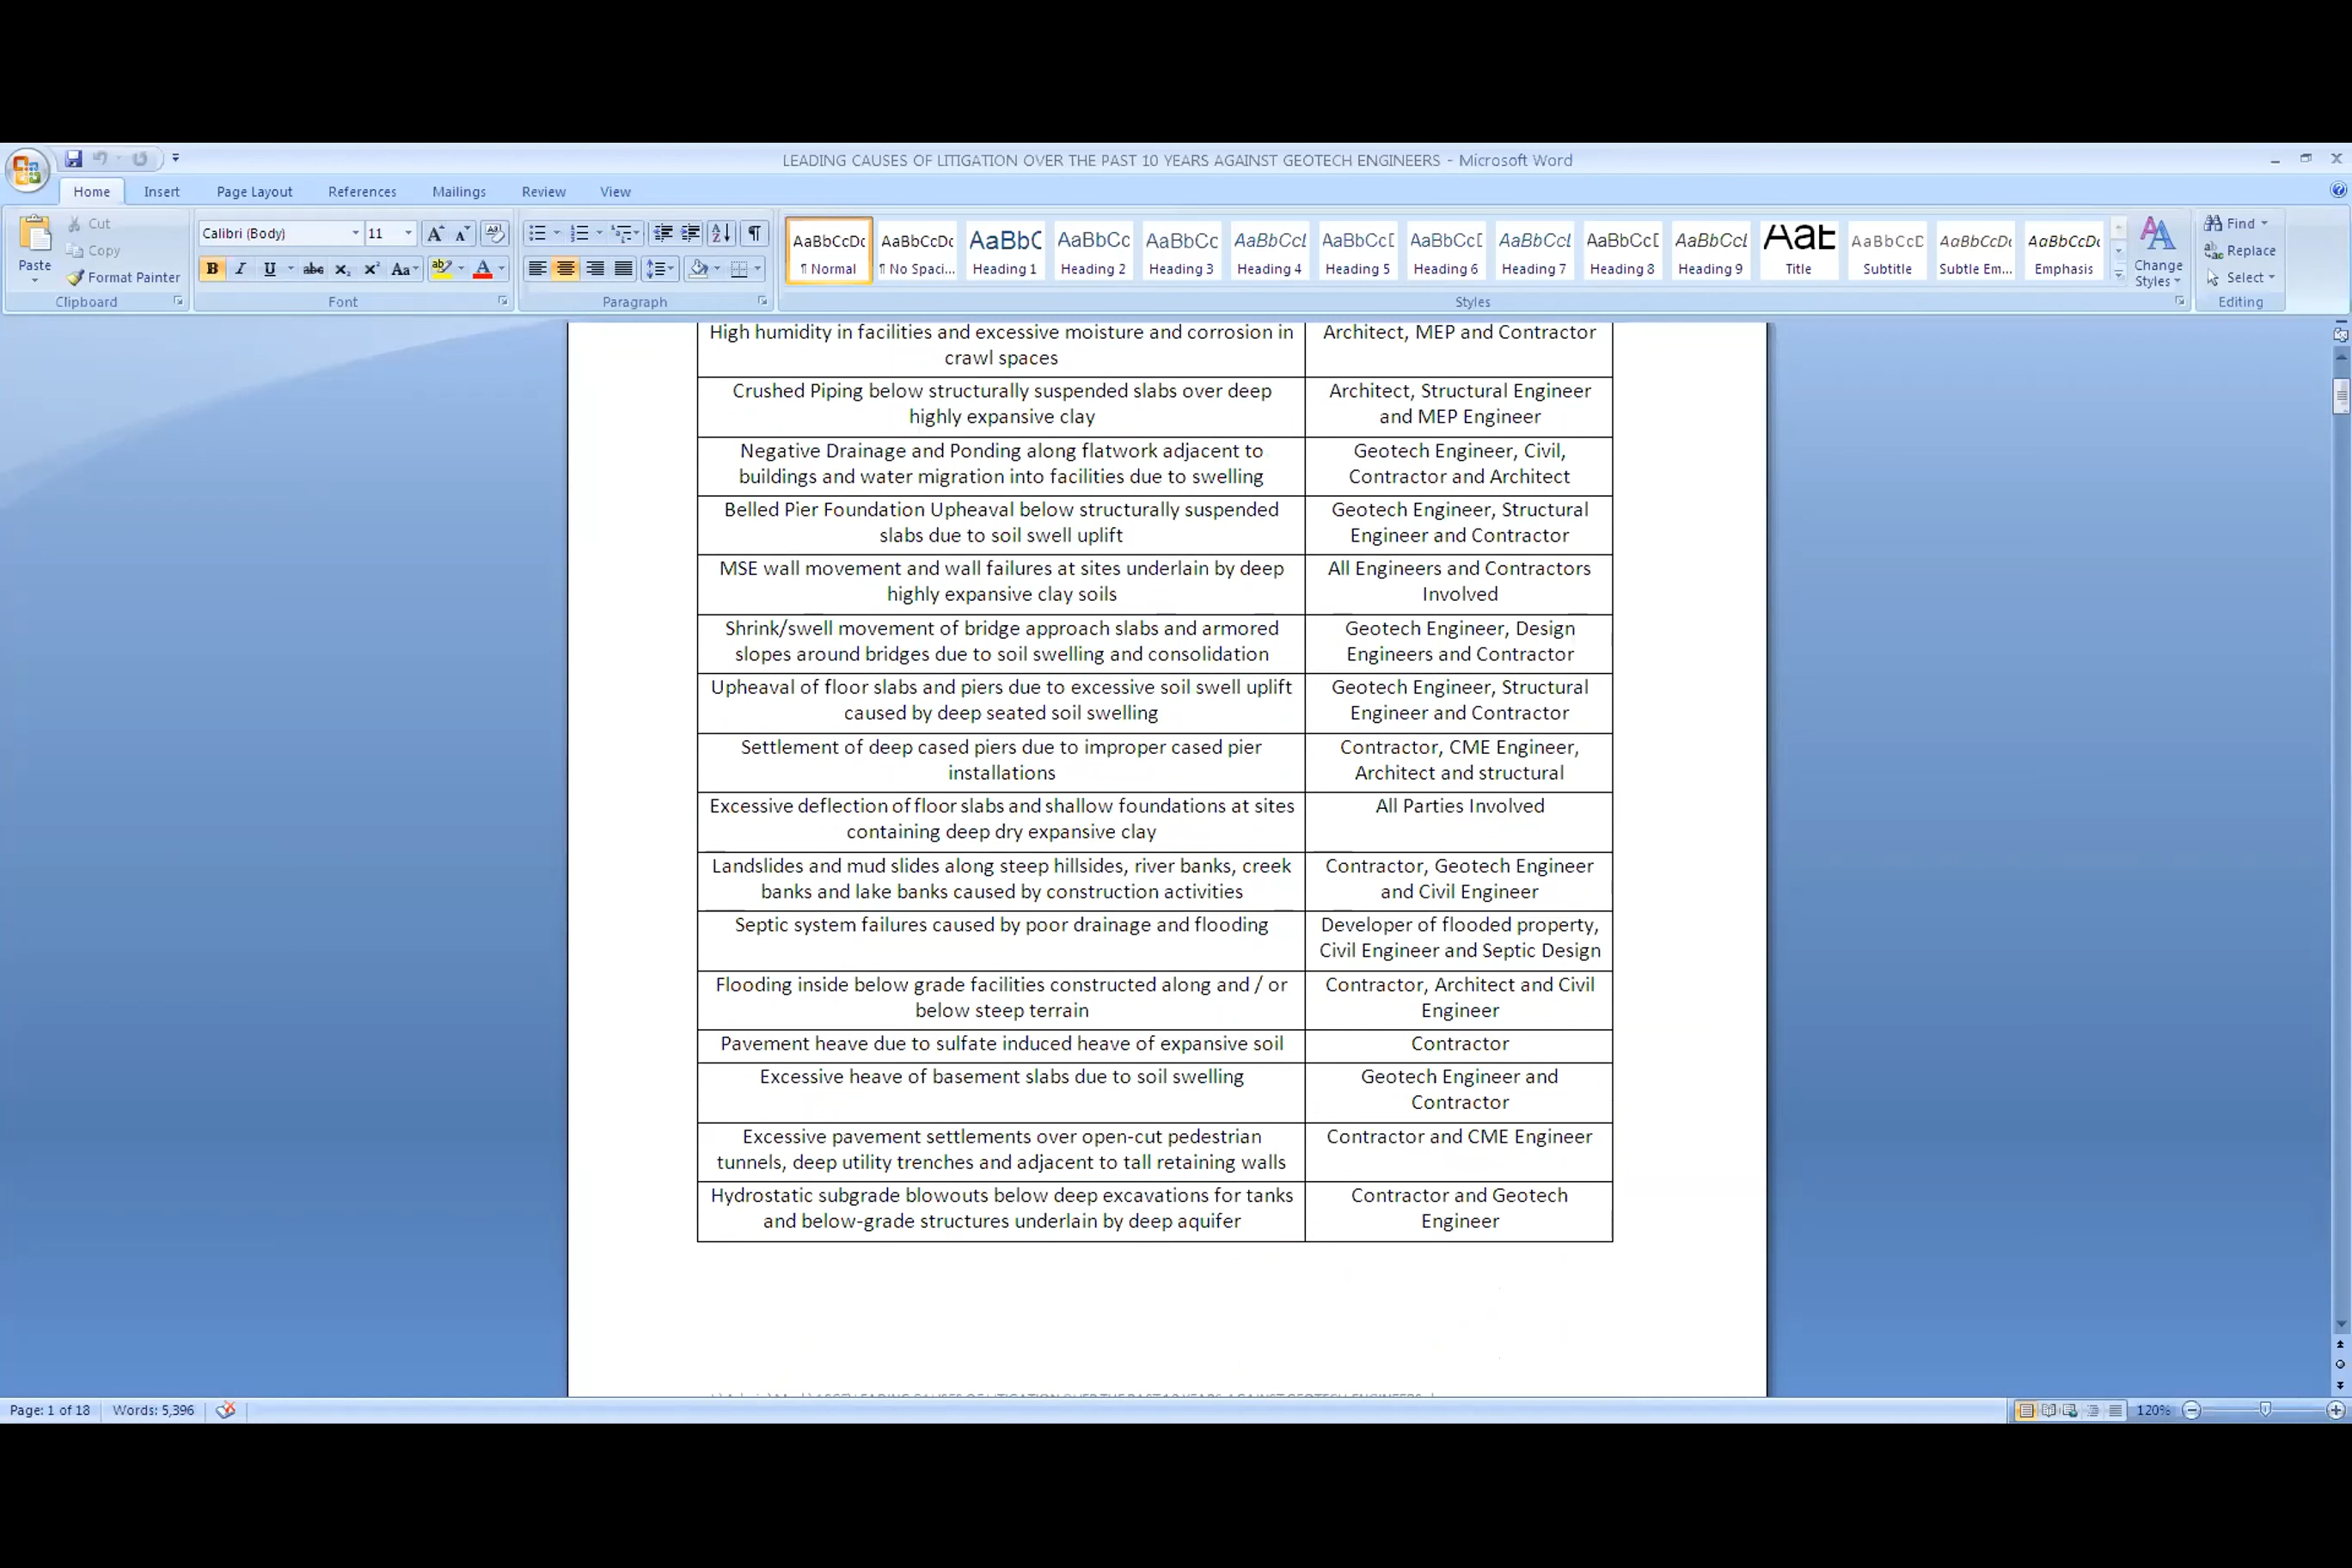 LEADING CAUSES OF LITIGATION OVER THE PAST 10 YEARS AGAINST GEOTECH ENGINEERS - Microsoft Word
Home Insert Page Layout References Mailings Review View
Paste
Cut
Copy
Format Painter
Clipboard
Calibri (Body) 11
Font
Paragraph
AaBbCcDc AaBbCcDc AaBbC AaBbCc AaBbCc AaBbCcI AaBbCcD AaBbCcD AaBbCcI AaBbCcD AaBbCcI AaB AaBbCcD AaBbCcDc AaBbCcDc
¶ Normal ¶ No Spaci... Heading 1 Heading 2 Heading 3 Heading 4 Heading 5 Heading 6 Heading 7 Heading 8 Heading 9 Title Subtitle Subtle Em... Emphasis
Change
Styles
Styles
Find
Replace
Select
Editing
High humidity in facilities and excessive moisture and corrosion in
crawl spaces
Architect, MEP and Contractor
Crushed Piping below structurally suspended slabs over deep
highly expansive clay
Architect, Structural Engineer
and MEP Engineer
Negative Drainage and Ponding along flatwork adjacent to
buildings and water migration into facilities due to swelling
Geotech Engineer, Civil,
Contractor and Architect
Belled Pier Foundation Upheaval below structurally suspended
slabs due to soil swell uplift
Geotech Engineer, Structural
Engineer and Contractor
MSE wall movement and wall failures at sites underlain by deep
highly expansive clay soils
All Engineers and Contractors
Involved
Shrink/swell movement of bridge approach slabs and armored
slopes around bridges due to soil swelling and consolidation
Geotech Engineer, Design
Engineers and Contractor
Upheaval of floor slabs and piers due to excessive soil swell uplift
caused by deep seated soil swelling
Geotech Engineer, Structural
Engineer and Contractor
Settlement of deep cased piers due to improper cased pier
installations
Contractor, CME Engineer,
Architect and structural
Excessive deflection of floor slabs and shallow foundations at sites
containing deep dry expansive clay
All Parties Involved
Landslides and mud slides along steep hillsides, river banks, creek
banks and lake banks caused by construction activities
Contractor, Geotech Engineer
and Civil Engineer
Septic system failures caused by poor drainage and flooding
Developer of flooded property,
Civil Engineer and Septic Design
Flooding inside below grade facilities constructed along and / or
below steep terrain
Contractor, Architect and Civil
Engineer
Pavement heave due to sulfate induced heave of expansive soil
Contractor
Excessive heave of basement slabs due to soil swelling
Geotech Engineer and
Contractor
Excessive pavement settlements over open-cut pedestrian
tunnels, deep utility trenches and adjacent to tall retaining walls
Contractor and CME Engineer
Hydrostatic subgrade blowouts below deep excavations for tanks
and below-grade structures underlain by deep aquifer
Contractor and Geotech
Engineer
Page: 1 of 18 Words: 5,396
120%